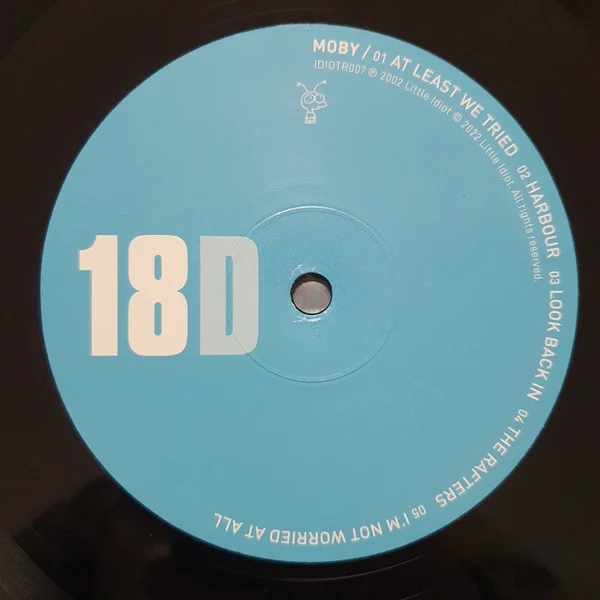 MOBY / 01 AT LEAST WE TRIED 02 HARBOUR 03 LOOK BACK IN 04 THE RAFTERS 05 I'M NOT WORRIED AT ALL
IDIOTR007 ℗ 2002 Little Idiot © 2022 Little Idiot. All rights reserved.
18D